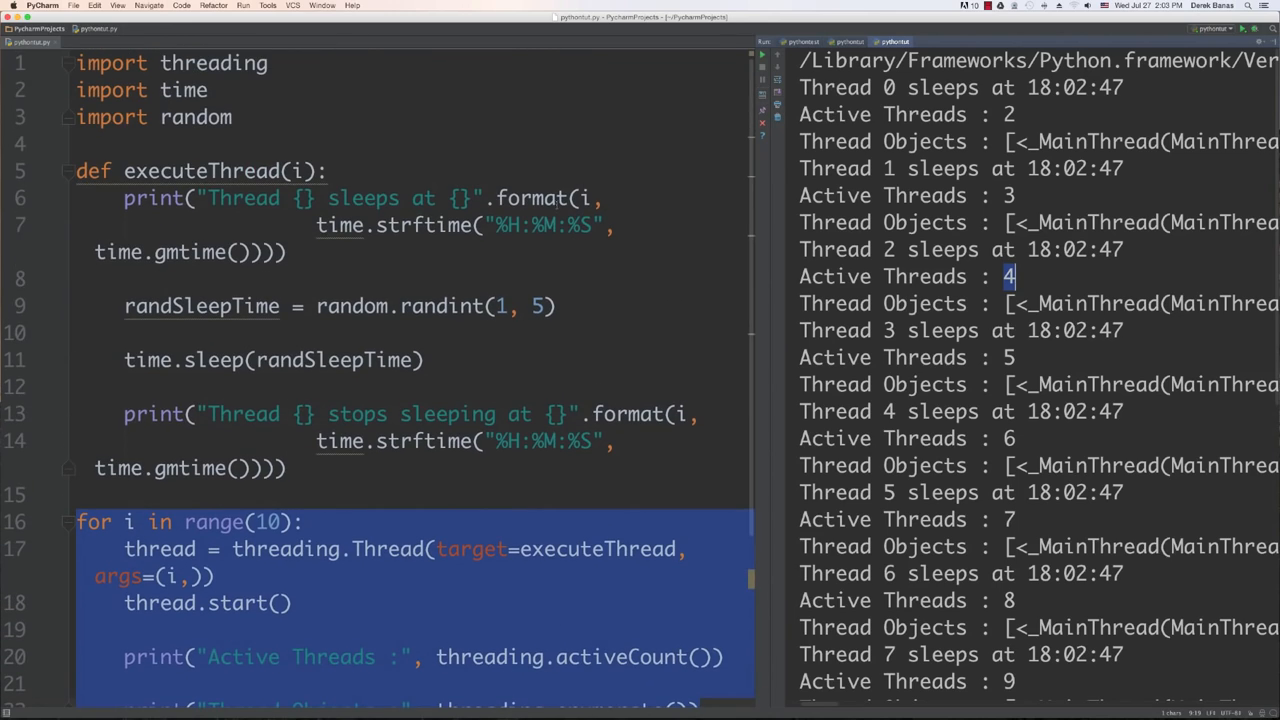 PyCharm File Edit View Navigate Code Refactor Run Tools VCS Window Help
10 Wed Jul 27 2:03 PM Derek Banas
pythontut.py - PycharmProjects - [~/PycharmProjects]
PycharmProjects pythontut.py
pythontut
pythontut.py
Run: pythontest pythontut pythontut
1 import threading
2 import time
3 import random
4
5 def executeThread(i):
6 print("Thread {} sleeps at {}".format(i,
7 time.strftime("%H:%M:%S",
time.gmtime())))
8
9 randSleepTime = random.randint(1, 5)
10
11 time.sleep(randSleepTime)
12
13 print("Thread {} stops sleeping at {}".format(i,
14 time.strftime("%H:%M:%S",
time.gmtime())))
15
16 for i in range(10):
17 thread = threading.Thread(target=executeThread,
args=(i,))
18 thread.start()
19
20 print("Active Threads :", threading.activeCount())
21
22 print("Thread Objects :", threading.enumerate())
/Library/Frameworks/Python.framework/Ver
Thread 0 sleeps at 18:02:47
Active Threads : 2
Thread Objects : [<_MainThread(MainThrea
Thread 1 sleeps at 18:02:47
Active Threads : 3
Thread Objects : [<_MainThread(MainThrea
Thread 2 sleeps at 18:02:47
Active Threads : 4
Thread Objects : [<_MainThread(MainThrea
Thread 3 sleeps at 18:02:47
Active Threads : 5
Thread Objects : [<_MainThread(MainThrea
Thread 4 sleeps at 18:02:47
Active Threads : 6
Thread Objects : [<_MainThread(MainThrea
Thread 5 sleeps at 18:02:47
Active Threads : 7
Thread Objects : [<_MainThread(MainThrea
Thread 6 sleeps at 18:02:47
Active Threads : 8
Thread Objects : [<_MainThread(MainThrea
Thread 7 sleeps at 18:02:47
Active Threads : 9
1 chars 9:19 LF UTF-8